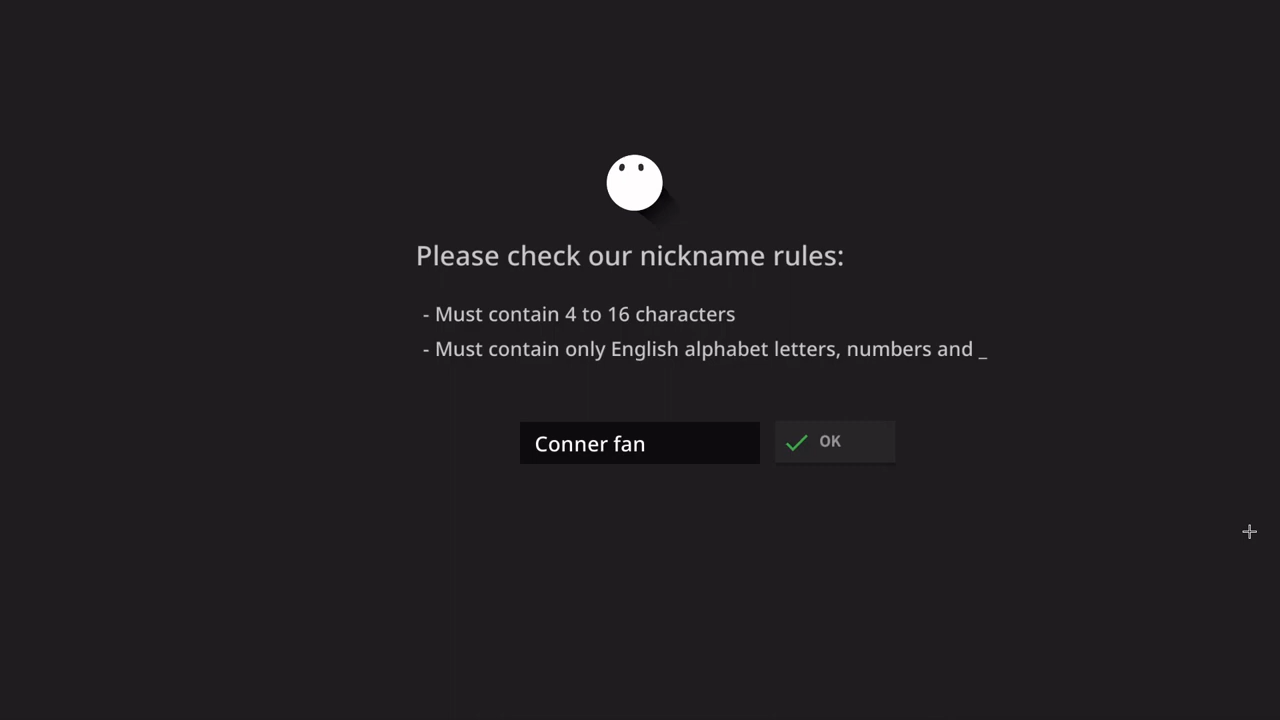 Please check our nickname rules:
- Must contain 4 to 16 characters
- Must contain only English alphabet letters, numbers and _
Conner fan
OK